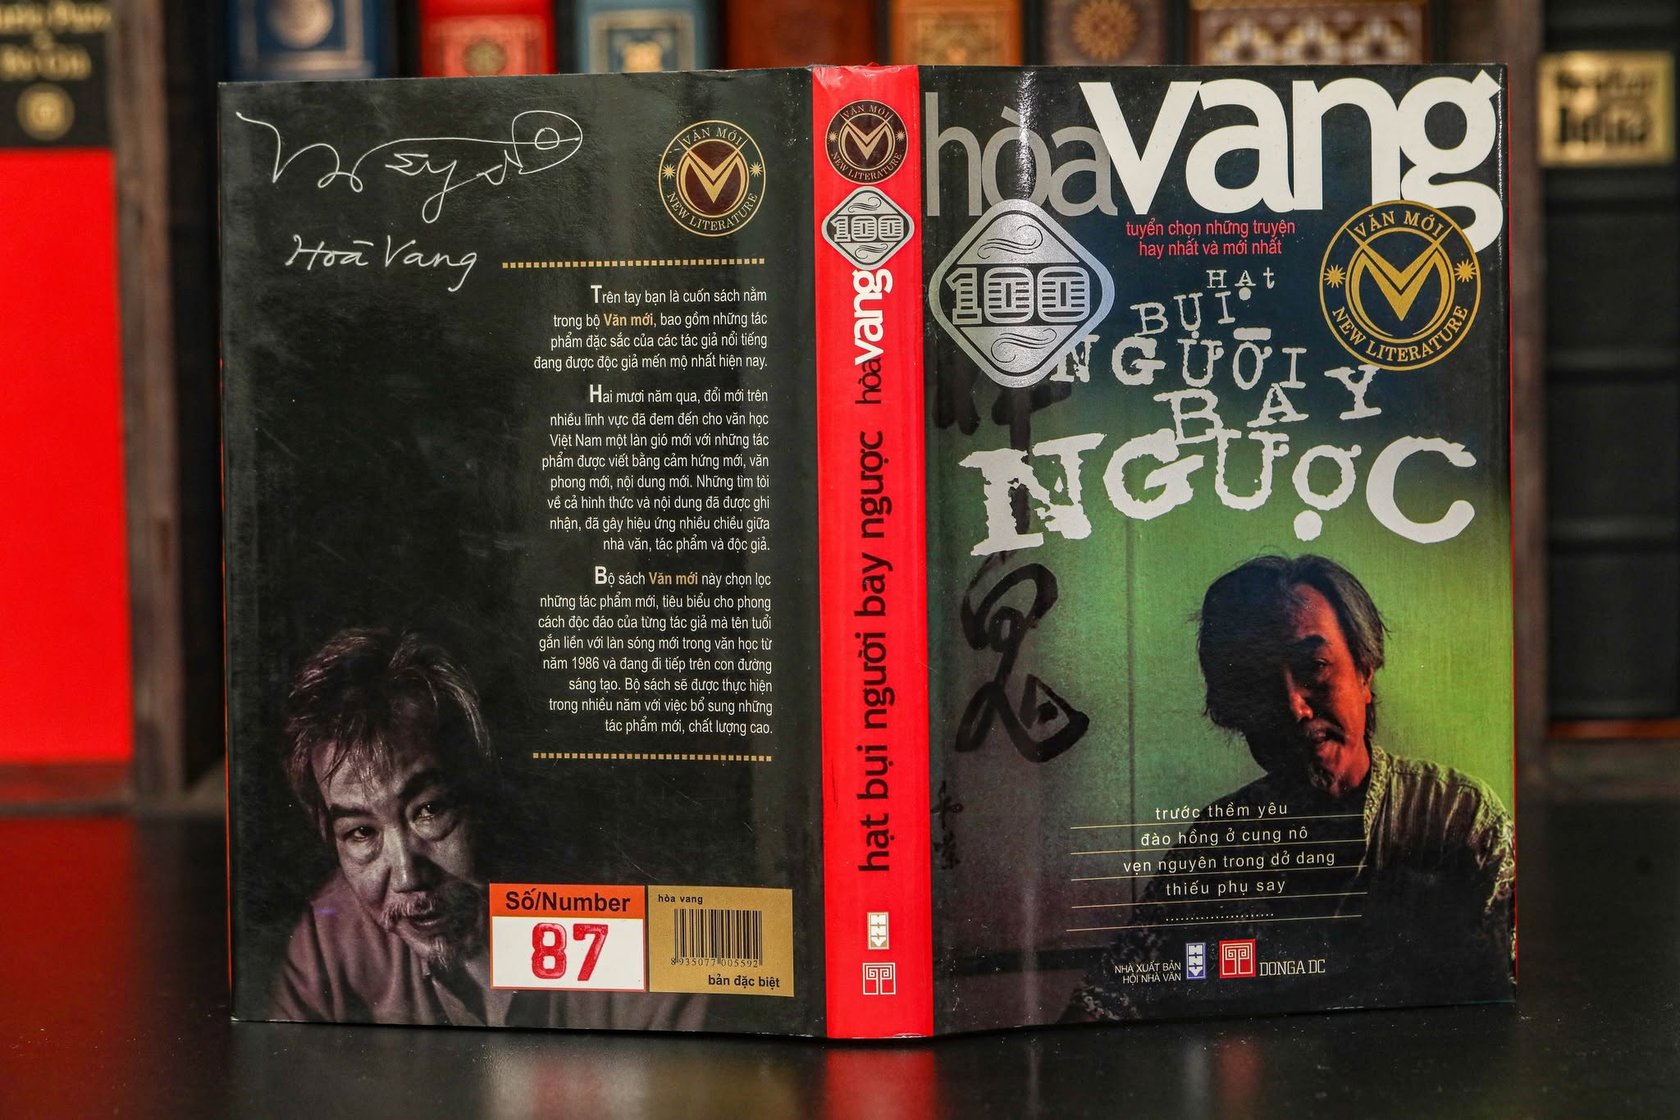 Hoà Vang
VĂN MỚI
NEW LITERATURE
Trên tay bạn là cuốn sách nằm
trong bộ Văn mới, bao gồm những tác
phẩm đặc sắc của các tác giả nổi tiếng
đang được độc giả mến mộ nhất hiện nay.
Hai mươi năm qua, đổi mới trên
nhiều lĩnh vực đã đem đến cho văn học
Việt Nam một làn gió mới với những tác
phẩm được viết bằng cảm hứng mới, văn
phong mới, nội dung mới. Những tìm tòi
về cả hình thức và nội dung đã được ghi
nhận, đã gây hiệu ứng nhiều chiều giữa
nhà văn, tác phẩm và độc giả.
Bộ sách Văn mới này chọn lọc
những tác phẩm mới, tiêu biểu cho phong
cách độc đáo của từng tác giả mà tên tuổi
gắn liền với làn sóng mới trong văn học từ
năm 1986 và đang đi tiếp trên con đường
sáng tạo. Bộ sách sẽ được thực hiện
trong nhiều năm với việc bổ sung những
tác phẩm mới, chất lượng cao.
Số/Number
87
hòa vang
8935077005592
bản đặc biệt
VĂN MỚI
NEW LITERATURE
100
hòa vang
hạt bụi người bay ngược
hòa vang
tuyển chọn những truyện
hay nhất và mới nhất
100
VĂN MỚI
NEW LITERATURE
HẠt
BỤI
NGƯỜI
BAY
NGƯỢC
trước thềm yêu
đào hồng ở cung nô
vẹn nguyên trong dở dang
thiếu phụ say
......................
NHÀ XUẤT BẢN
HỘI NHÀ VĂN
DONGA DC